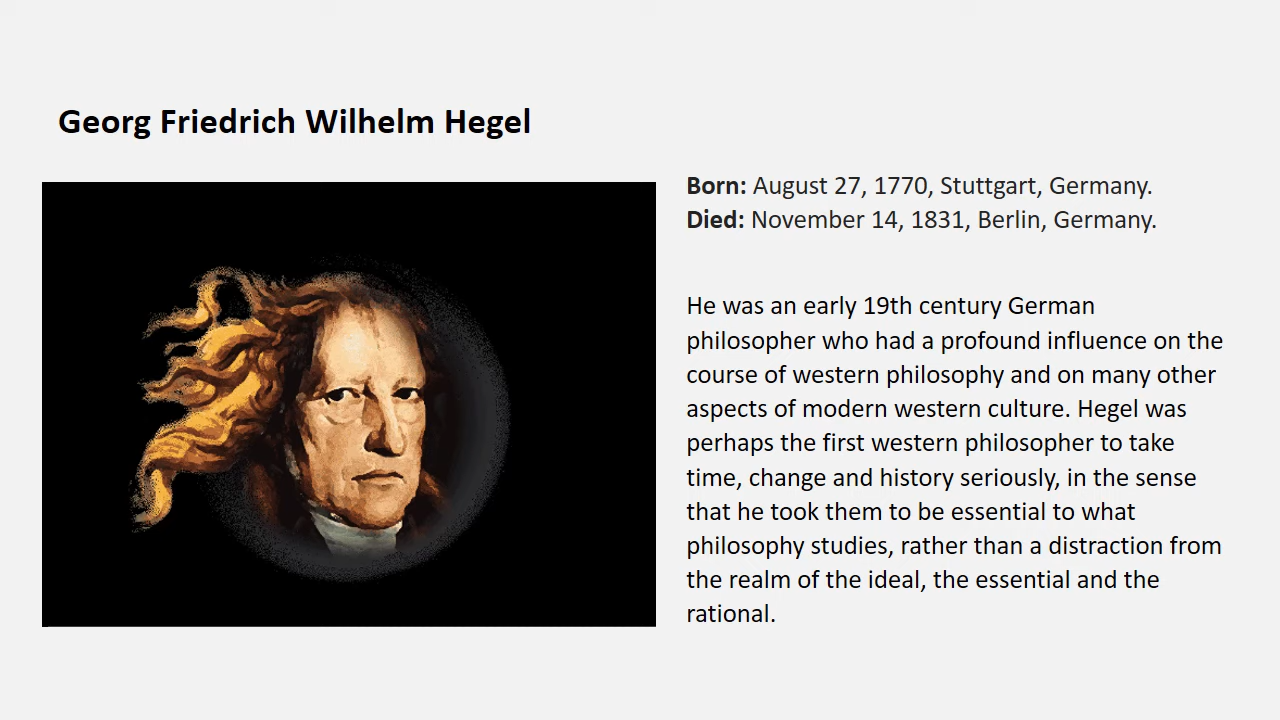 Georg Friedrich Wilhelm Hegel
Born: August 27, 1770, Stuttgart, Germany.
Died: November 14, 1831, Berlin, Germany.
He was an early 19th century German
philosopher who had a profound influence on the
course of western philosophy and on many other
aspects of modern western culture. Hegel was
perhaps the first western philosopher to take
time, change and history seriously, in the sense
that he took them to be essential to what
philosophy studies, rather than a distraction from
the realm of the ideal, the essential and the
rational.